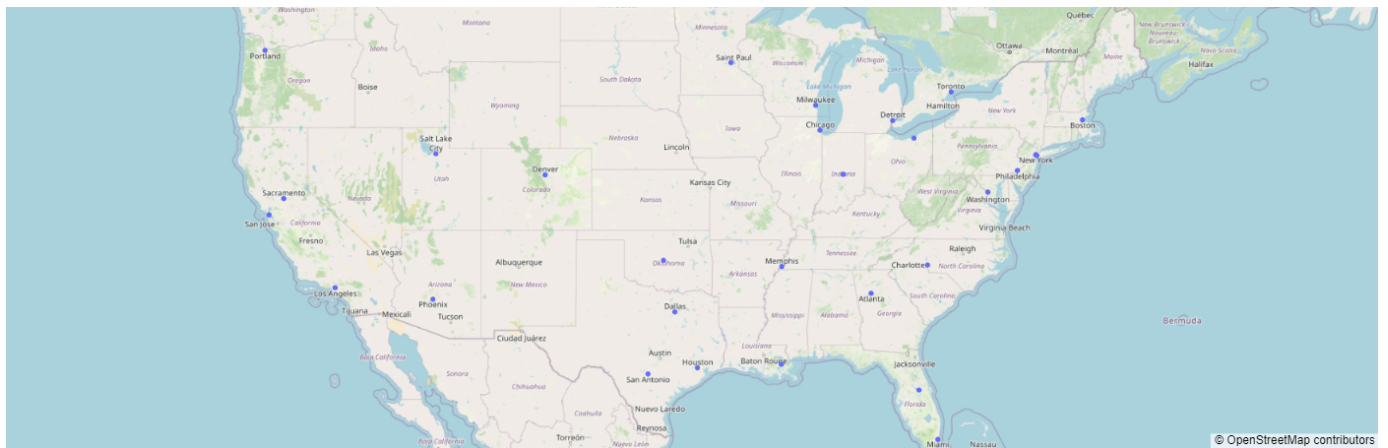 Washington
Montana
Minnesota
Québec
New Brunswick
Nouveau-
Brunswick
Maine
Nova Scotia
Halifax
Ottawa
Montréal
Portland
Idaho
Oregon
Boise
South Dakota
Wyoming
Saint Paul
Wisconsin
Michigan
Lake Huron
Lake Michigan
Milwaukee
Toronto
Hamilton
New York
Detroit
Chicago
Boston
Iowa
Nebraska
Lincoln
Salt Lake
City
Utah
Pennsylvania
New York
Philadelphia
Ohio
Denver
Colorado
Illinois
Indiana
Kansas City
Kansas
Missouri
West Virginia
Washington
Virginia
Kentucky
Sacramento
Nevada
San Jose
California
Fresno
Las Vegas
Virginia Beach
Raleigh
Tulsa
Oklahoma
Albuquerque
New Mexico
Memphis
Tennessee
Arkansas
Charlotte
North Carolina
South Carolina
Arizona
Phoenix
Tucson
Los Angeles
Tijuana
Mexicali
Atlanta
Georgia
Dallas
Mississippi
Alabama
Bermuda
Ciudad Juárez
Baja California
Louisiana
Austin
Houston
Baton Rouge
Jacksonville
San Antonio
Sonora
Chihuahua
Coahuila
Nuevo Laredo
Reynosa
Florida
Baja California
Torreón
Nuevo León
Miami
Nassau
© OpenStreetMap contributors